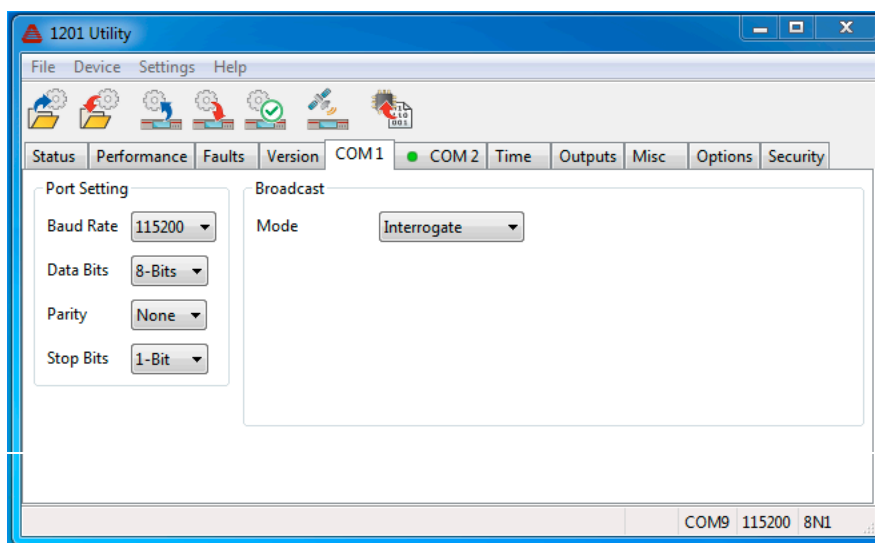 1201 Utility
File Device Settings Help
Status Performance Faults Version COM 1 COM 2 Time Outputs Misc Options Security
Port Setting
Broadcast
Baud Rate 115200
Mode Interrogate
Data Bits 8-Bits
Parity None
Stop Bits 1-Bit
COM9 115200 8N1